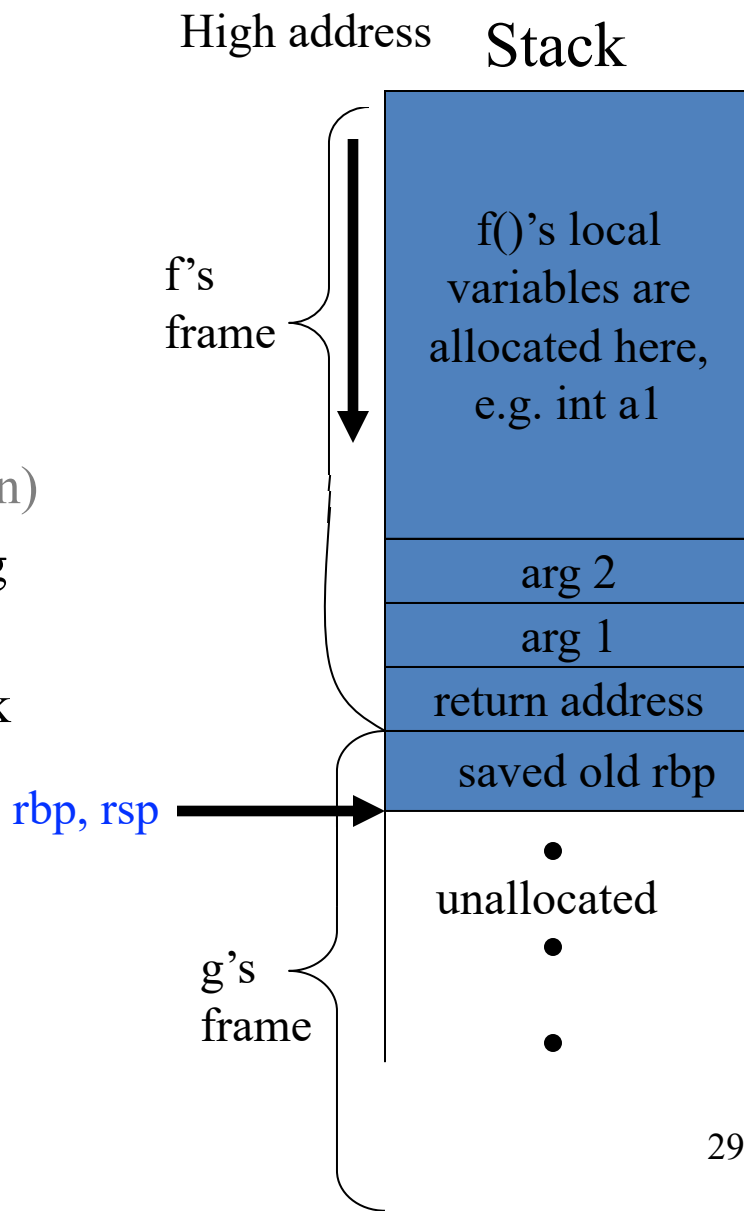 High address
Stack
f()’s local
variables are
allocated here,
e.g. int a1
f’s
frame
n)
g
arg 2
arg 1
k
return address
saved old rbp
rbp, rsp
unallocated
g’s
frame
29